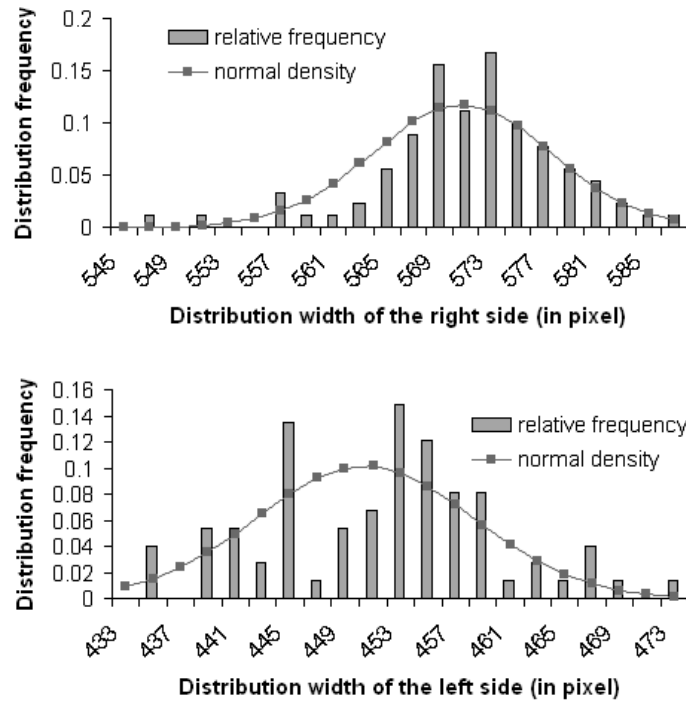 0.2
0.15
0.1
0.05
0
Distribution frequency
relative frequency
normal density
545 549 553 557 561 565 569 573 577 581 585
Distribution width of the right side (in pixel)
0.16
0.14
0.12
0.1
0.08
0.06
0.04
0.02
0
Distribution frequency
relative frequency
normal density
433 437 441 445 449 453 457 461 465 469 473
Distribution width of the left side (in pixel)